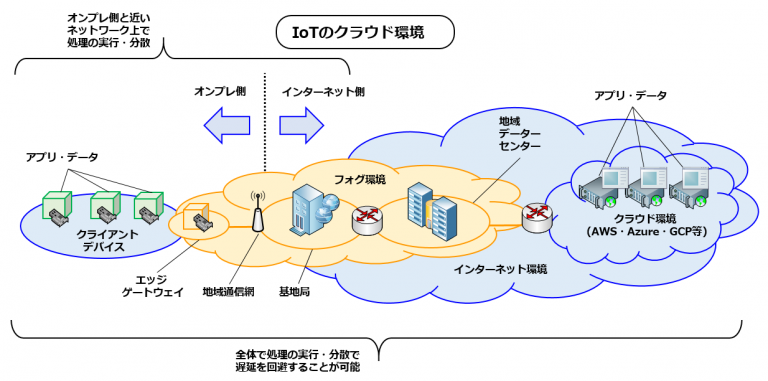 オンプレ側と近い
ネットワーク上で
処理の実行・分散
IoTのクラウド環境
オンプレ側
インターネット側
アプリ・データ
地域
データー
センター
アプリ・データ
フォグ環境
クライアント
デバイス
クラウド環境
(AWS・Azure・GCP等)
エッジ
ゲートウェイ
地域通信網
基地局
インターネット環境
全体で処理の実行・分散で
遅延を回避することが可能